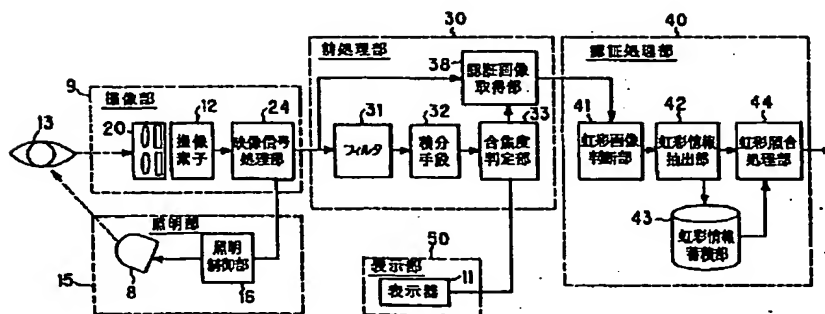 30
40
前処理部
認証処理部
38
9
撮像部
認証画像
取得部
13
20
12
24
31
32
33
41
42
44
撮像
素子
映像信号
処理部
フィルタ
積分
手段
合焦度
判定部
虹彩画像
判断部
虹彩情報
抽出部
虹彩照合
処理部
照明部
50
43
虹彩情報
蓄積部
照明
制御部
表示部
11
表示器
15
8
16